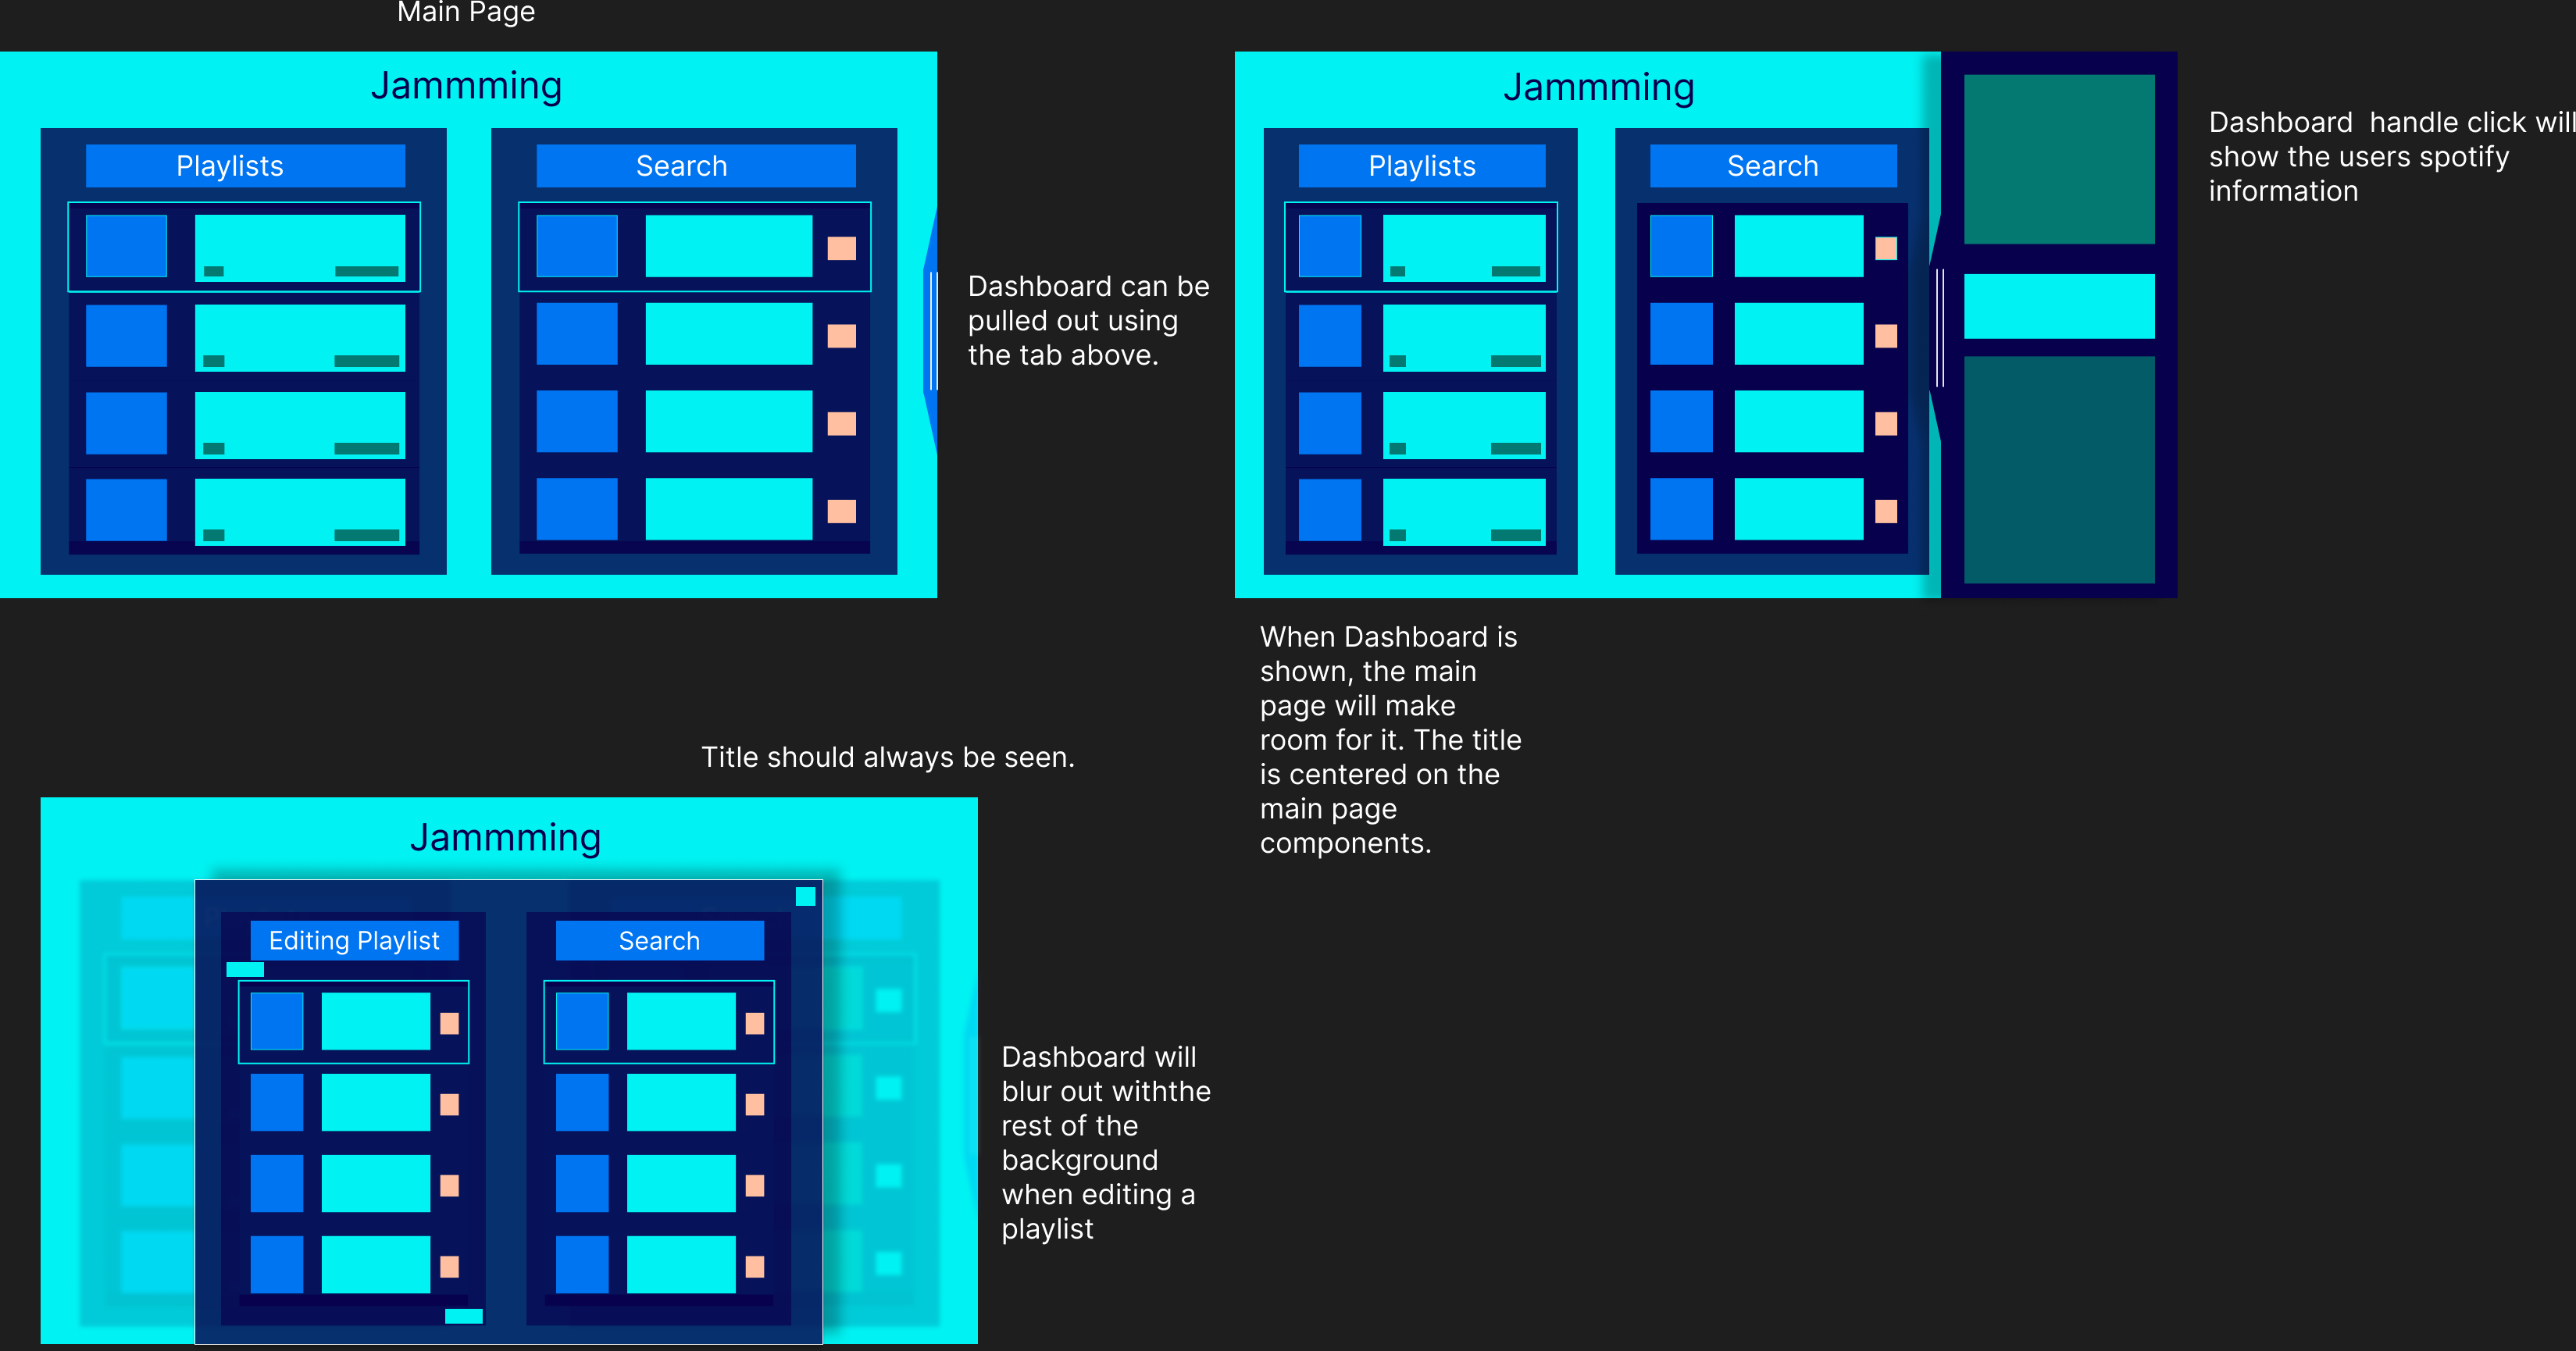 Main Page
Jammming
Playlists
Search
Dashboard can be
pulled out using
the tab above.
Jammming
Playlists
Search
Dashboard  handle click will
show the users spotify
information
When Dashboard is
shown, the main
page will make
room for it. The title
is centered on the
main page
components.
Title should always be seen.
Jammming
Editing Playlist
Search
Dashboard will
blur out withthe
rest of the
background
when editing a
playlist